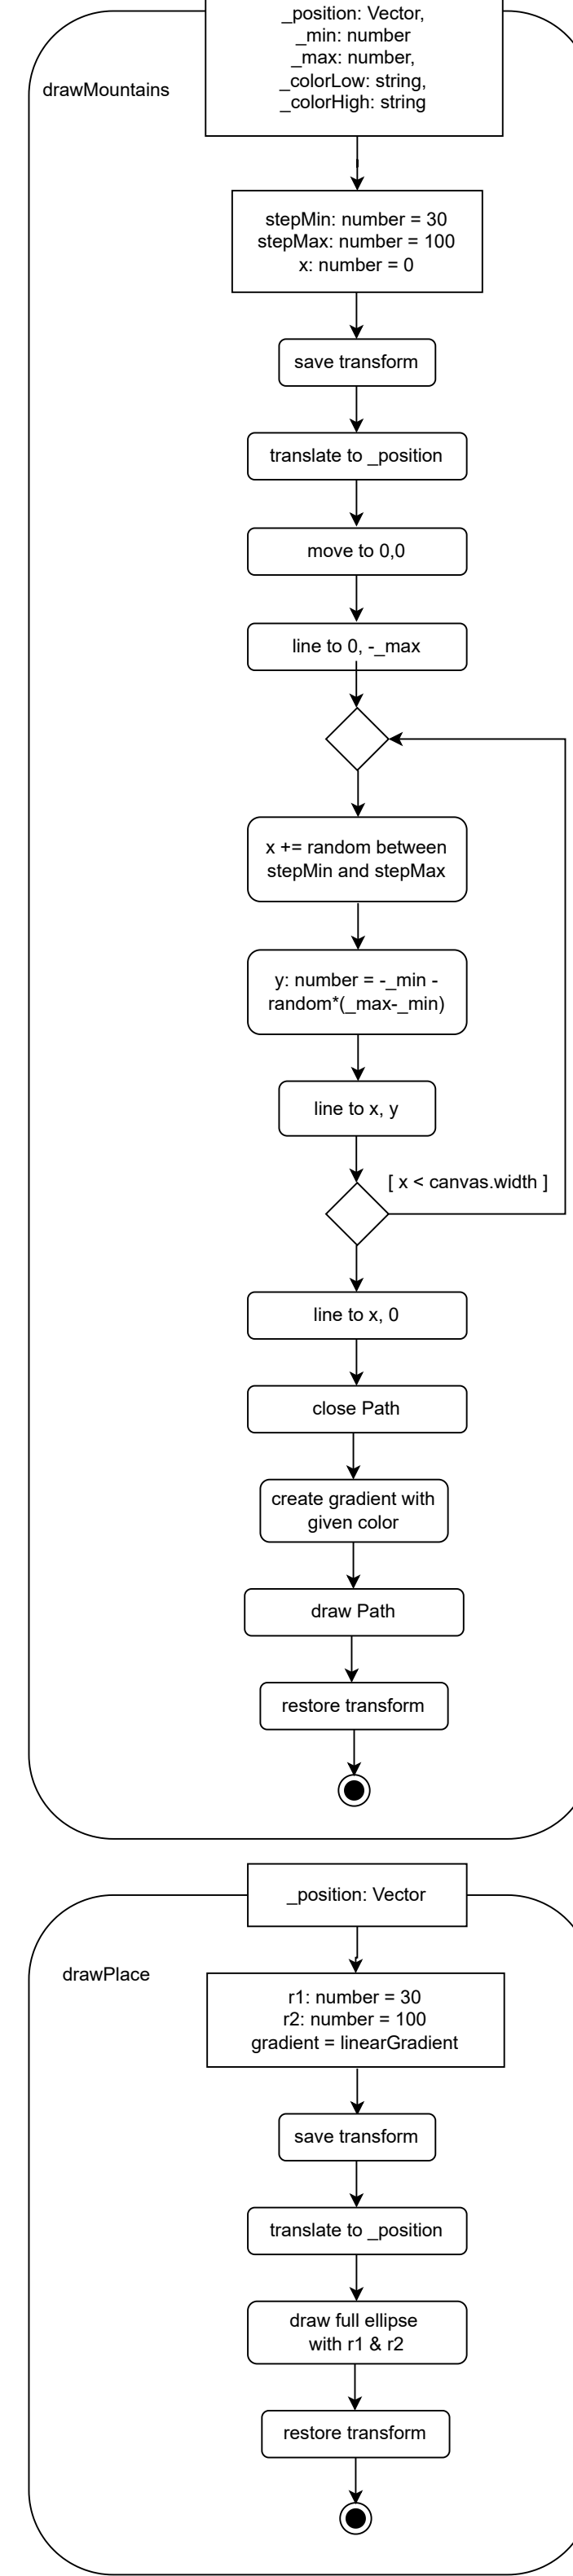 _position: Vector,
_min: number
_max: number,
_colorLow: string,
_colorHigh: string
drawMountains
stepMin: number = 30
stepMax: number = 100
x: number = 0
save transform
translate to _position
move to 0,0
line to 0, -_max
x += random between
stepMin and stepMax
y: number = -_min -
random*(_max-_min)
line to x, y
[ x < canvas.width ]
line to x, 0
close Path
create gradient with
given color
draw Path
restore transform
_position: Vector
drawPlace
r1: number = 30
r2: number = 100
gradient = linearGradient
save transform
translate to _position
draw full ellipse
with r1 & r2
restore transform